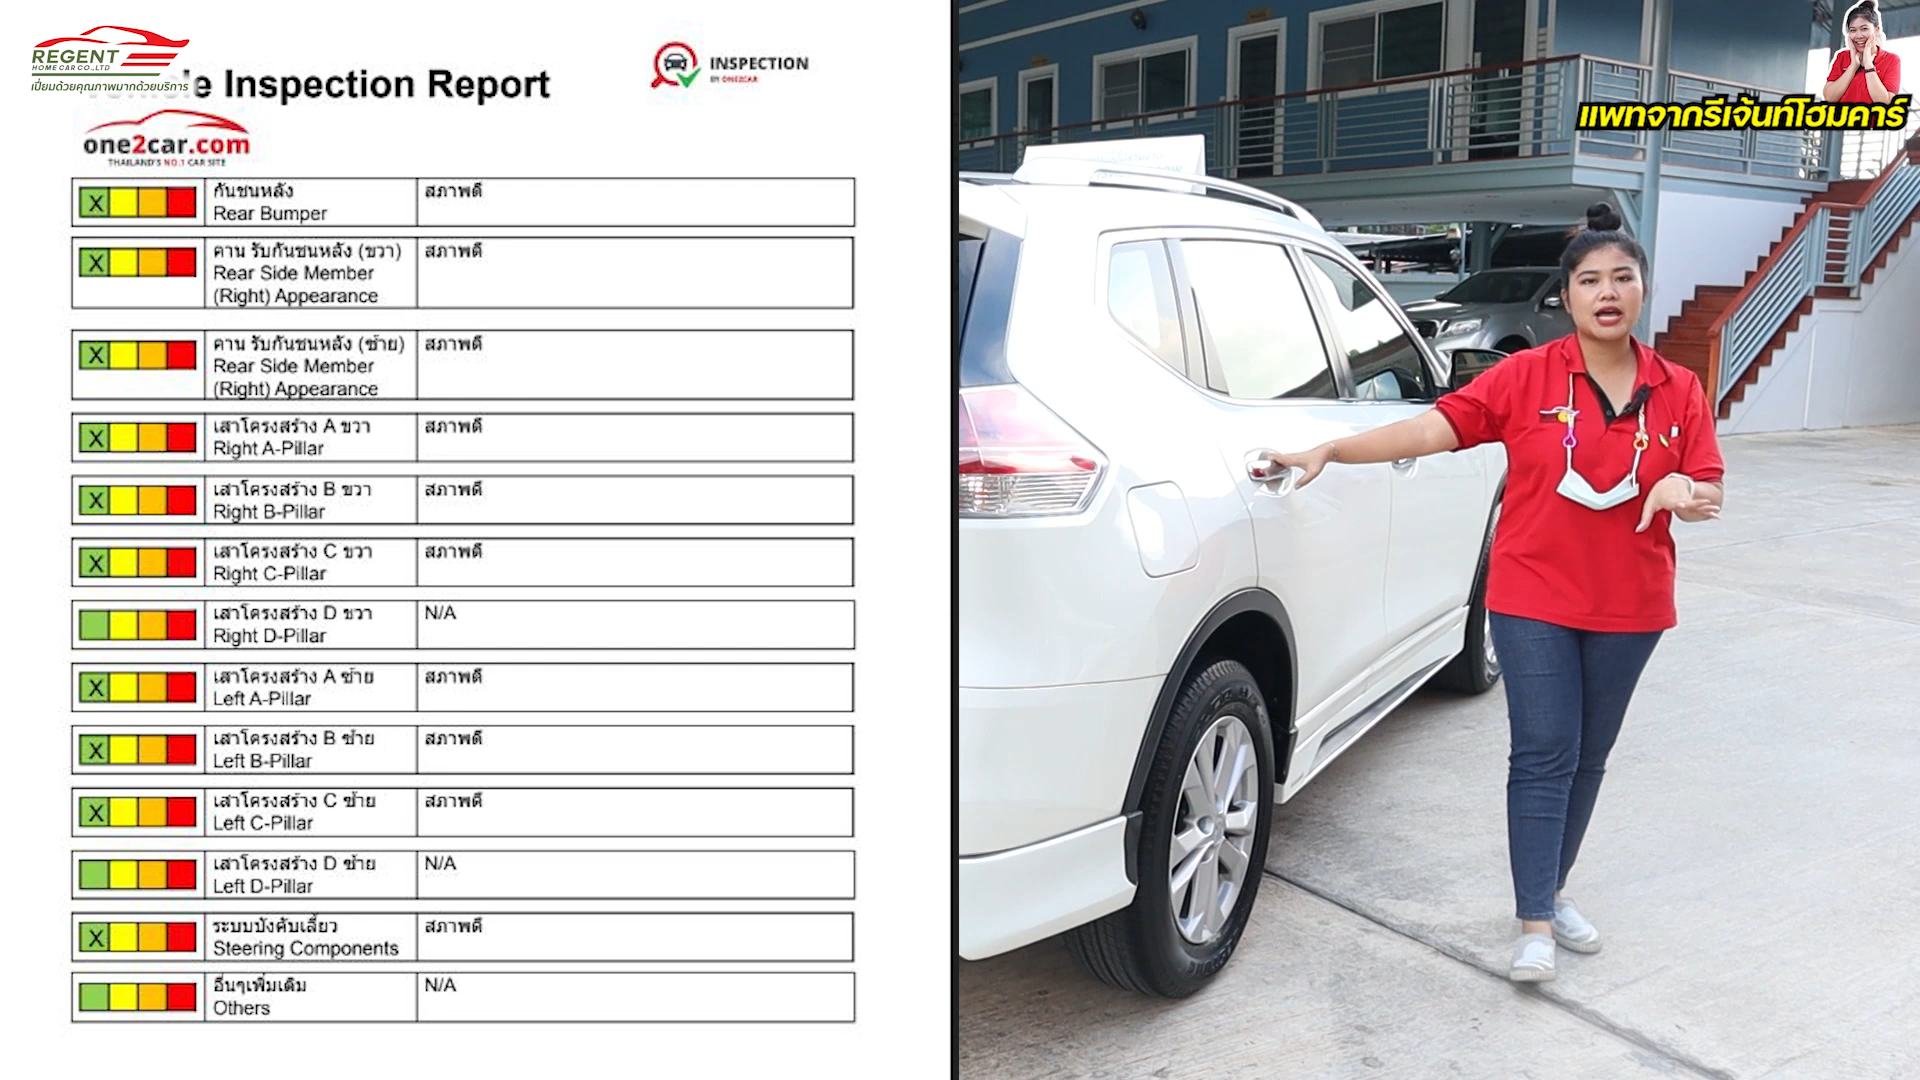 REGENT
HOME CAR CO.,LTD
เปี่ยมด้วยคุณภาพมากด้วยบริการ
Inspection Report
INSPECTION
BY ONE2CAR
one2car.com
THAILAND'S NO.1 CAR SITE
X กันชนหลัง สภาพดี
Rear Bumper
X คาน รับกันชนหลัง (ขวา) สภาพดี
Rear Side Member
(Right) Appearance
X คาน รับกันชนหลัง (ซ้าย) สภาพดี
Rear Side Member
(Right) Appearance
X เสาโครงสร้าง A ขวา สภาพดี
Right A-Pillar
X เสาโครงสร้าง B ขวา สภาพดี
Right B-Pillar
X เสาโครงสร้าง C ขวา สภาพดี
Right C-Pillar
เสาโครงสร้าง D ขวา N/A
Right D-Pillar
X เสาโครงสร้าง A ซ้าย สภาพดี
Left A-Pillar
X เสาโครงสร้าง B ซ้าย สภาพดี
Left B-Pillar
X เสาโครงสร้าง C ซ้าย สภาพดี
Left C-Pillar
เสาโครงสร้าง D ซ้าย N/A
Left D-Pillar
X ระบบบังคับเลี้ยว สภาพดี
Steering Components
อื่นๆเพิ่มเติม N/A
Others
แพทจากรีเจ้นท์โฮมคาร์